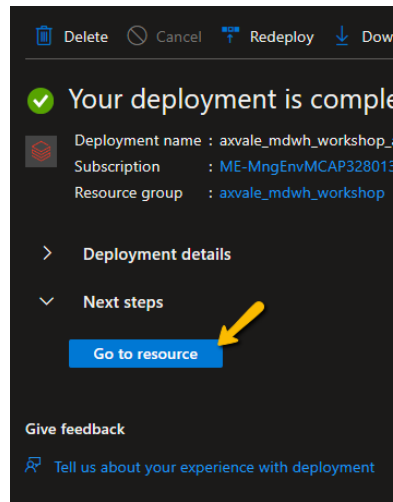 Delete Cancel Redeploy Dow
Your deployment is comple
Deployment name : axvale_mdwh_workshop_
Subscription : ME-MngEnvMCAP328013
Resource group : axvale_mdwh_workshop
Deployment details
Next steps
Go to resource
Give feedback
Tell us about your experience with deployment